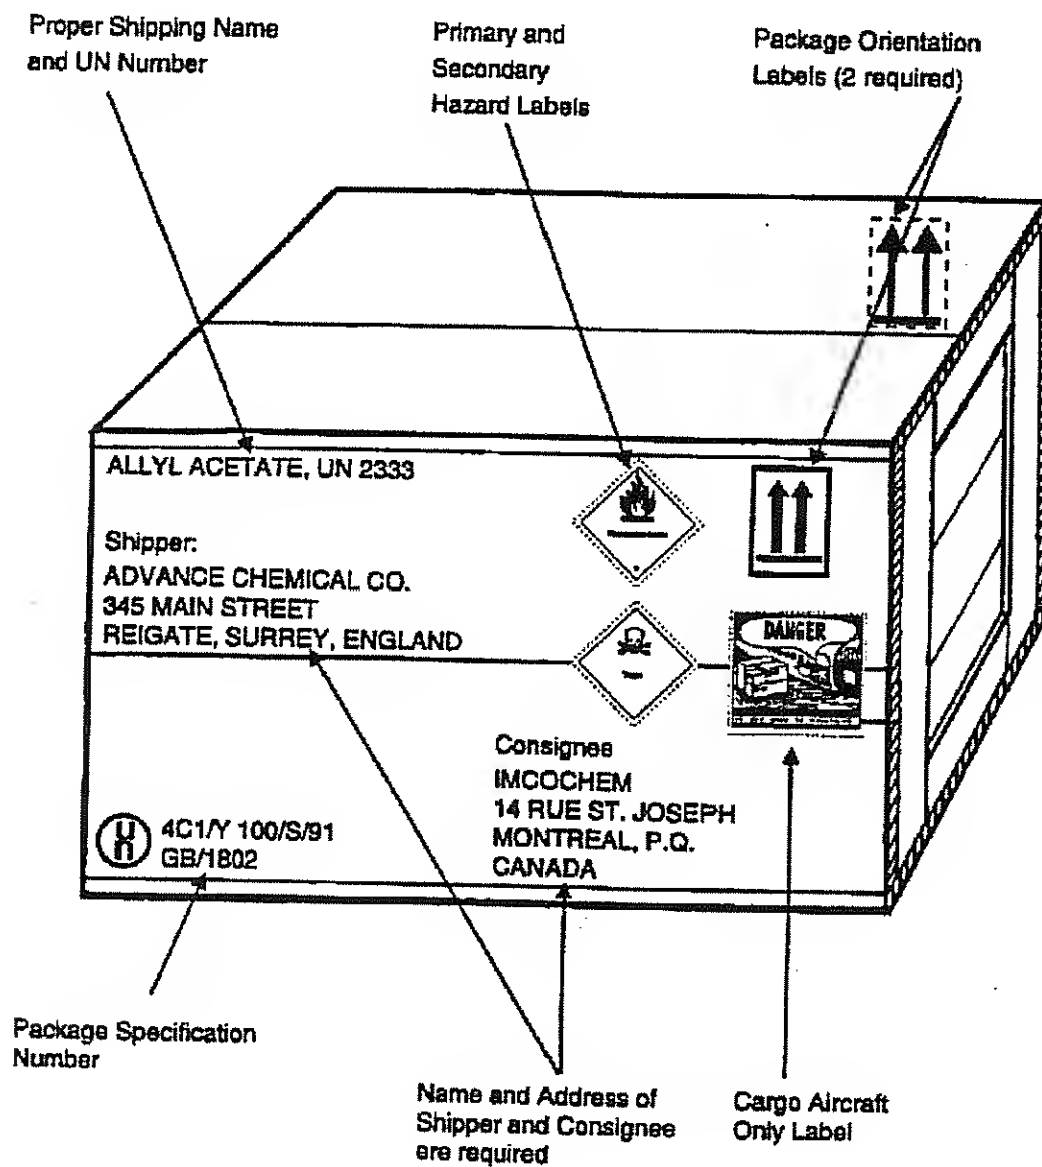 Proper Shipping Name
and UN Number
Primary and
Secondary
Hazard Labels
Package Orientation
Labels (2 required)
ALLYL ACETATE, UN 2333
Shipper:
ADVANCE CHEMICAL CO.
345 MAIN STREET
REIGATE, SURREY, ENGLAND
DANGER
Consignee
IMCOCHEM
14 RUE ST. JOSEPH
MONTREAL, P.Q.
CANADA
un
4C1/Y 100/S/91
GB/1802
Package Specification
Number
Name and Address of
Shipper and Consignee
are required
Cargo Aircraft
Only Label